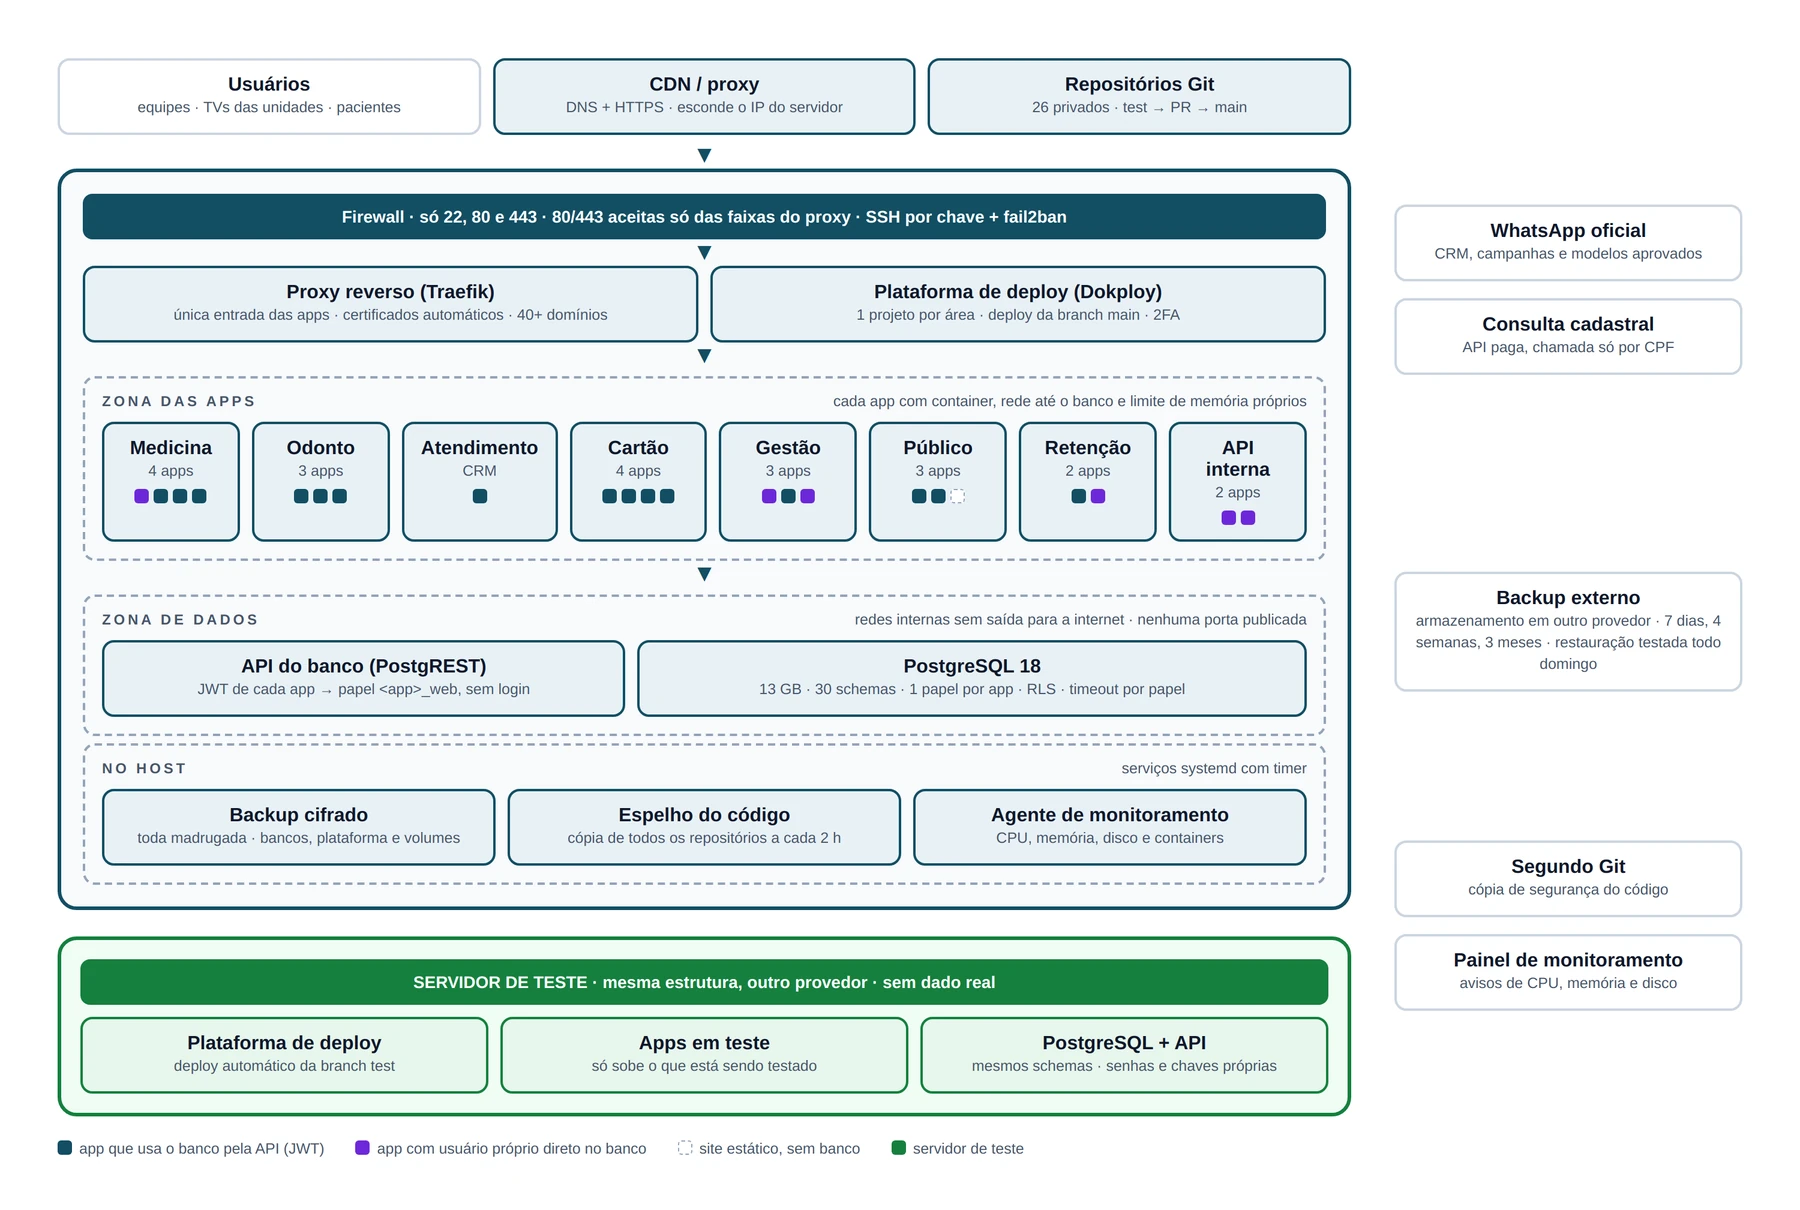 Usuários
equipes · TVs das unidades · pacientes
CDN / proxy
DNS + HTTPS · esconde o IP do servidor
Repositórios Git
26 privados · test → PR → main
Firewall · só 22, 80 e 443 · 80/443 aceitas só das faixas do proxy · SSH por chave + fail2ban
Proxy reverso (Traefik)
única entrada das apps · certificados automáticos · 40+ domínios
Plataforma de deploy (Dokploy)
1 projeto por área · deploy da branch main · 2FA
ZONA DAS APPS
cada app com container, rede até o banco e limite de memória próprios
Medicina
4 apps
Odonto
3 apps
Atendimento
CRM
Cartão
4 apps
Gestão
3 apps
Público
3 apps
Retenção
2 apps
API
interna
2 apps
ZONA DE DADOS
redes internas sem saída para a internet · nenhuma porta publicada
API do banco (PostgREST)
JWT de cada app → papel <app>_web, sem login
PostgreSQL 18
13 GB · 30 schemas · 1 papel por app · RLS · timeout por papel
NO HOST
serviços systemd com timer
Backup cifrado
toda madrugada · bancos, plataforma e volumes
Espelho do código
cópia de todos os repositórios a cada 2 h
Agente de monitoramento
CPU, memória, disco e containers
WhatsApp oficial
CRM, campanhas e modelos aprovados
Consulta cadastral
API paga, chamada só por CPF
Backup externo
armazenamento em outro provedor · 7 dias, 4
semanas, 3 meses · restauração testada todo
domingo
Segundo Git
cópia de segurança do código
Painel de monitoramento
avisos de CPU, memória e disco
SERVIDOR DE TESTE · mesma estrutura, outro provedor · sem dado real
Plataforma de deploy
deploy automático da branch test
Apps em teste
só sobe o que está sendo testado
PostgreSQL + API
mesmos schemas · senhas e chaves próprias
app que usa o banco pela API (JWT)
app com usuário próprio direto no banco
site estático, sem banco
servidor de teste